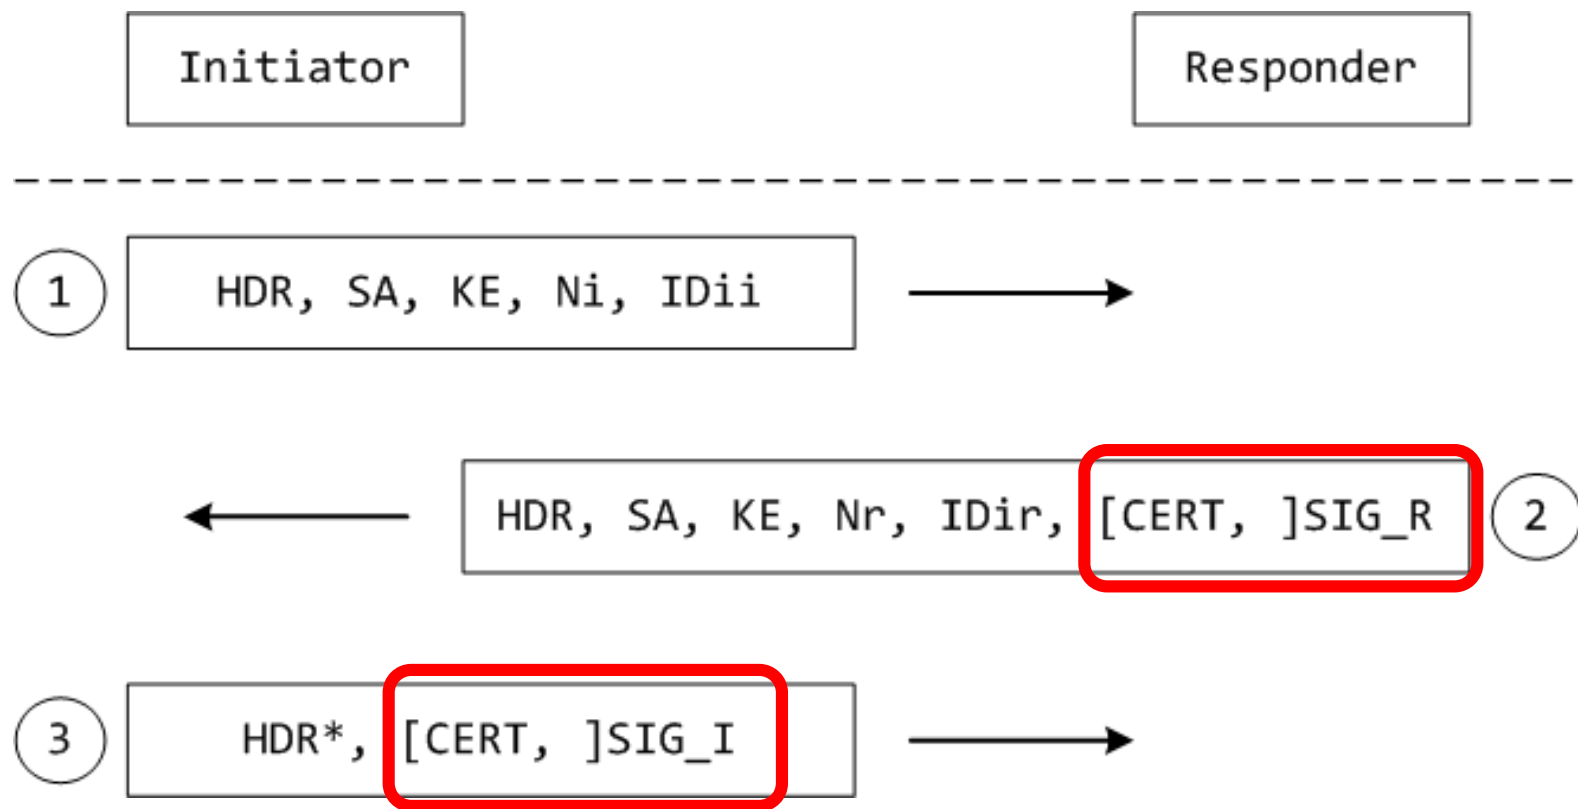 Initiator
Responder
1
HDR, SA, KE, Ni, IDii
HDR, SA, KE, Nr, IDir, [CERT, ]SIG_R
2
3
HDR*, [CERT, ]SIG_I